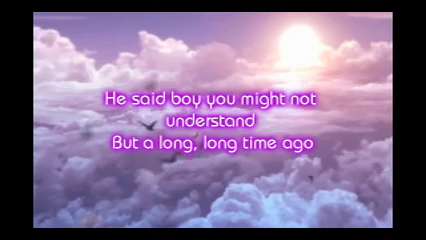 He said boy you might not
understand
But a long, long time ago